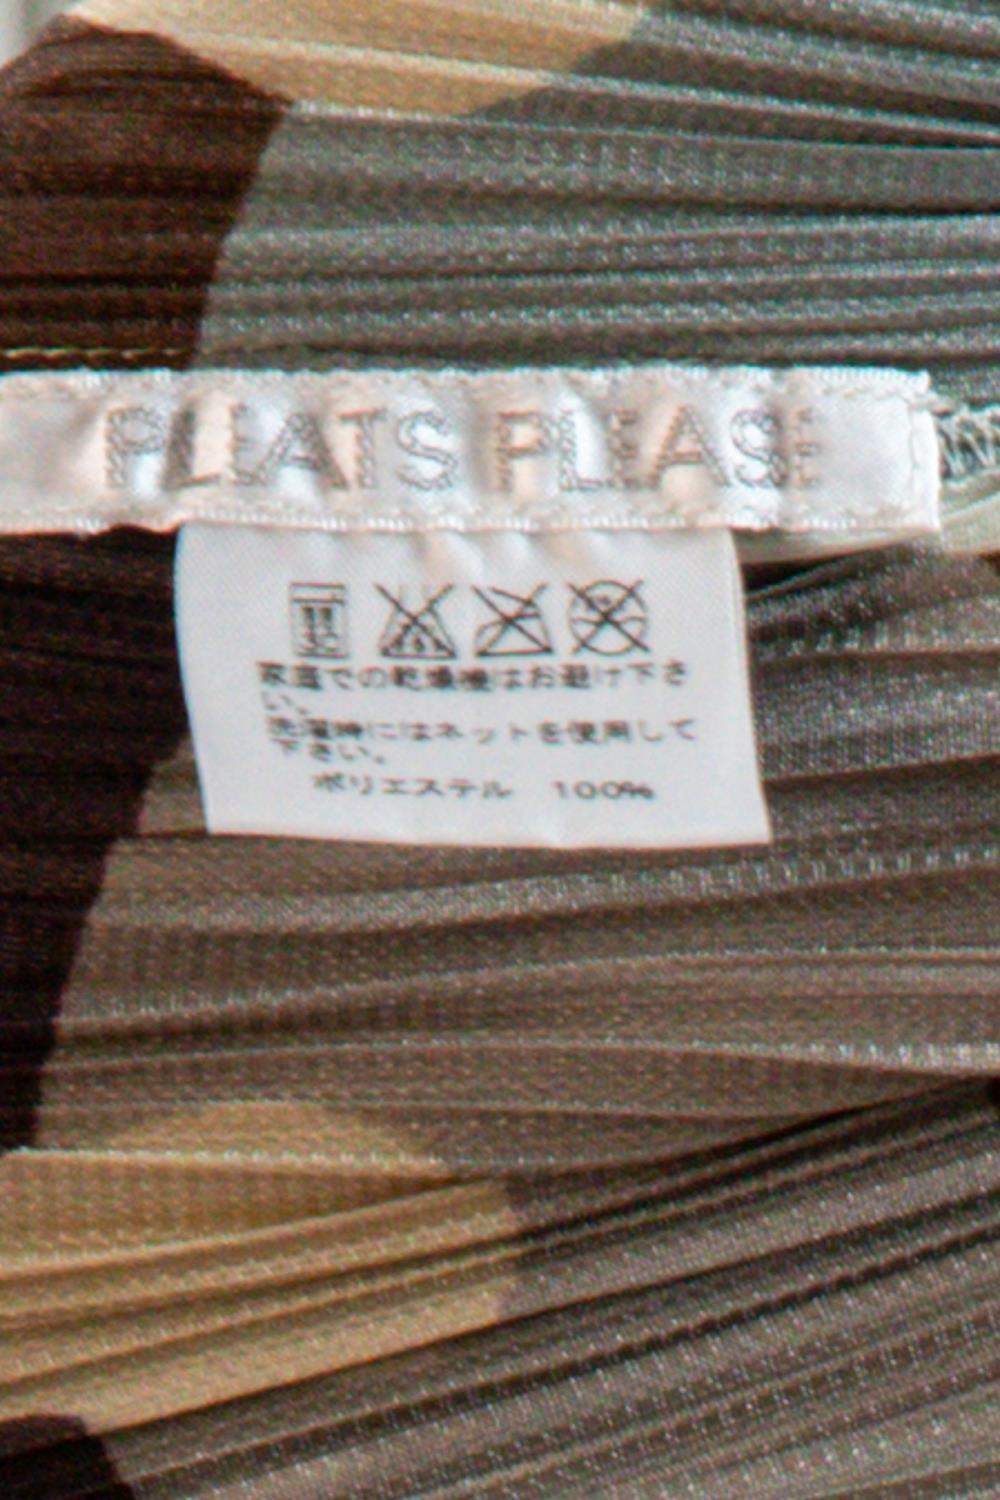 PLEATS PLEASE
家庭での乾燥機はお避け下さ
い。
洗濯時にはネットを使用して
下さい。
ポリエステル 100%